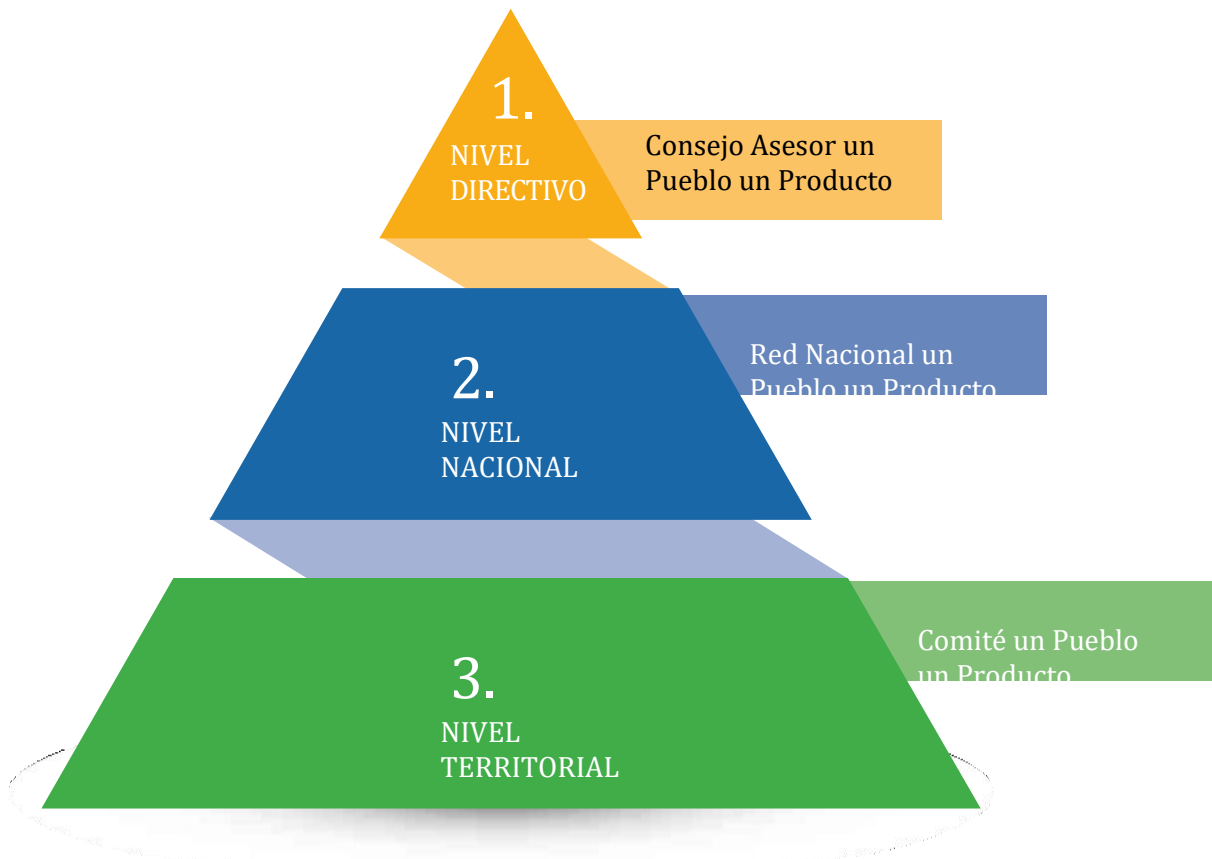 1.
NIVEL
DIRECTIVO
Consejo Asesor un
Pueblo un Producto
2.
NIVEL
NACIONAL
Red Nacional un
Pueblo un Producto
3.
NIVEL
TERRITORIAL
Comité un Pueblo
un Producto